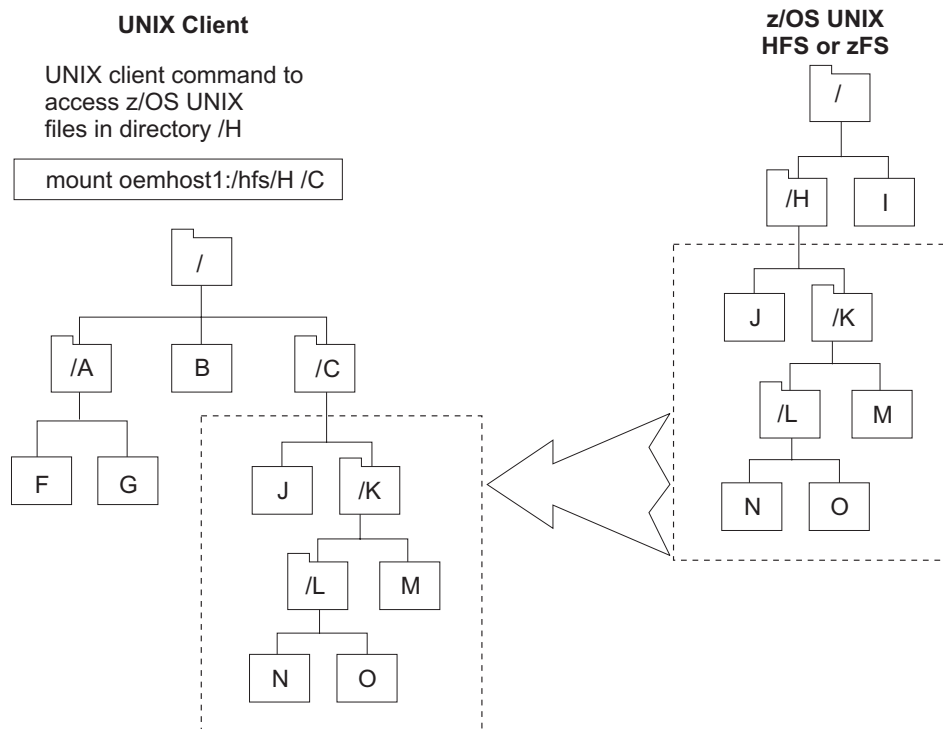 UNIX Client
UNIX client command to
access z/OS UNIX
files in directory /H
mount oemhost1:/hfs/H /C
/
/A
B
/C
F
G
J
/K
/L
M
N
O
z/OS UNIX
HFS or zFS
/
/H
I
J
/K
/L
M
N
O